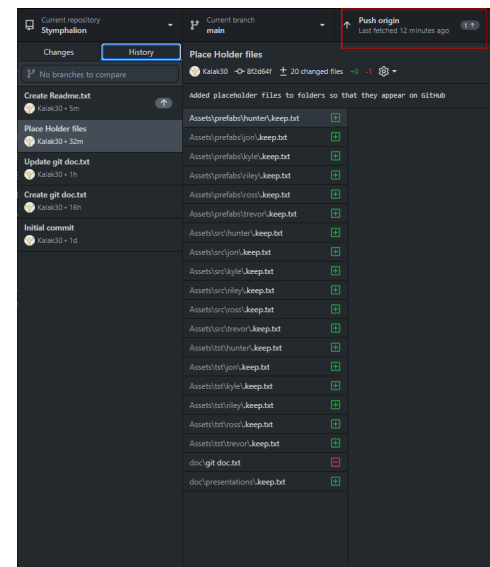 Current repository
Stymphalion
Current branch
main
Push origin
Last fetched 12 minutes ago
1
Changes
History
No branches to compare
Create Readme.txt
Kalak30 • 5m
Place Holder files
Kalak30 • 32m
Update git doc.txt
Kalak30 • 1h
Create git doc.txt
Kalak30 • 16h
Initial commit
Kalak30 • 1d
Place Holder files
Kalak30 8f2d64f 20 changed files +0 -1
Added placeholder files to folders so that they appear on GitHub
Assets\prefabs\hunter\.keep.txt
Assets\prefabs\jon\.keep.txt
Assets\prefabs\kyle\.keep.txt
Assets\prefabs\riley\.keep.txt
Assets\prefabs\ross\.keep.txt
Assets\prefabs\trevor\.keep.txt
Assets\src\hunter\.keep.txt
Assets\src\jon\.keep.txt
Assets\src\kyle\.keep.txt
Assets\src\riley\.keep.txt
Assets\src\ross\.keep.txt
Assets\src\trevor\.keep.txt
Assets\tst\hunter\.keep.txt
Assets\tst\jon\.keep.txt
Assets\tst\kyle\.keep.txt
Assets\tst\riley\.keep.txt
Assets\tst\ross\.keep.txt
Assets\tst\trevor\.keep.txt
doc\git doc.txt
doc\presentations\.keep.txt